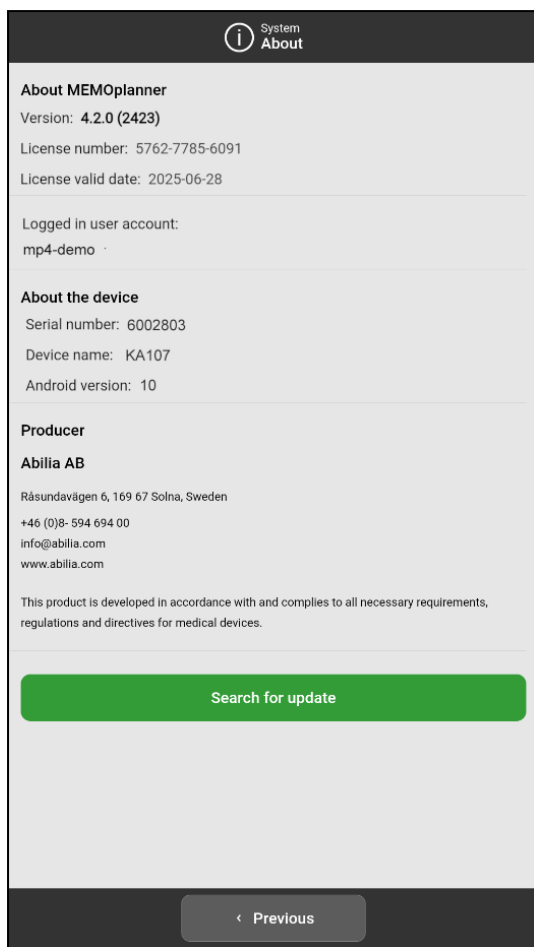 System
About
About MEMOplanner
Version: 4.2.0 (2423)
License number: 5762-7785-6091
License valid date: 2025-06-28
Logged in user account:
mp4-demo
About the device
Serial number: 6002803
Device name: KA107
Android version: 10
Producer
Abilia AB
Råsundavägen 6, 169 67 Solna, Sweden
+46 (0)8- 594 694 00
info@abilia.com
www.abilia.com
This product is developed in accordance with and complies to all necessary requirements,
regulations and directives for medical devices.
Search for update
‹ Previous